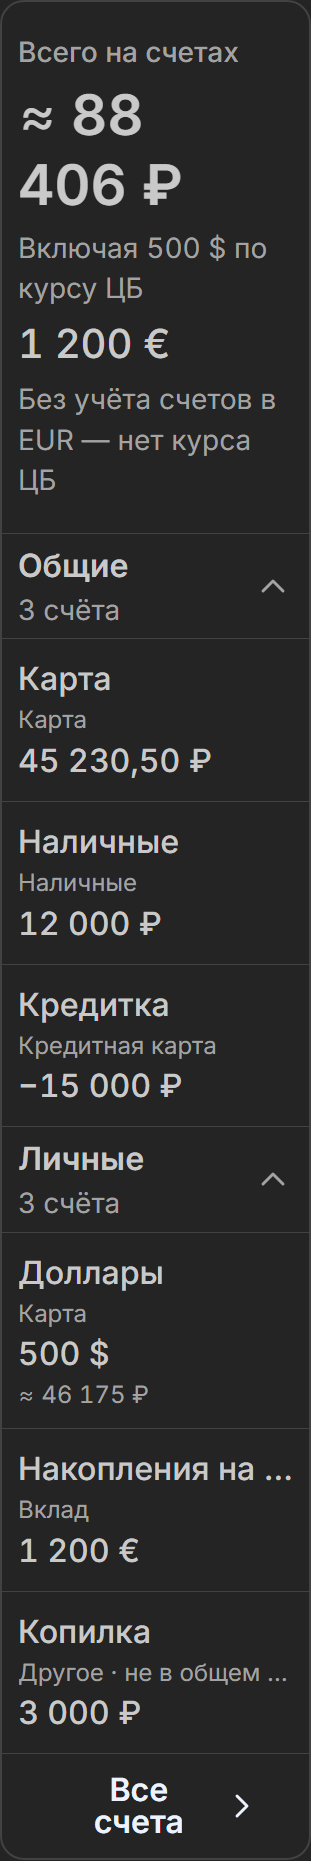 Всего на счетах
≈ 88
406 ₽
Включая 500 $ по
курсу ЦБ
1 200 €
Без учёта счетов в
EUR — нет курса
ЦБ
Общие
3 счёта
Карта
Карта
45 230,50 ₽
Наличные
Наличные
12 000 ₽
Кредитка
Кредитная карта
−15 000 ₽
Личные
3 счёта
Доллары
Карта
500 $
≈ 46 175 ₽
Накопления на ...
Вклад
1 200 €
Копилка
Другое · не в общем ...
3 000 ₽
Все
счета